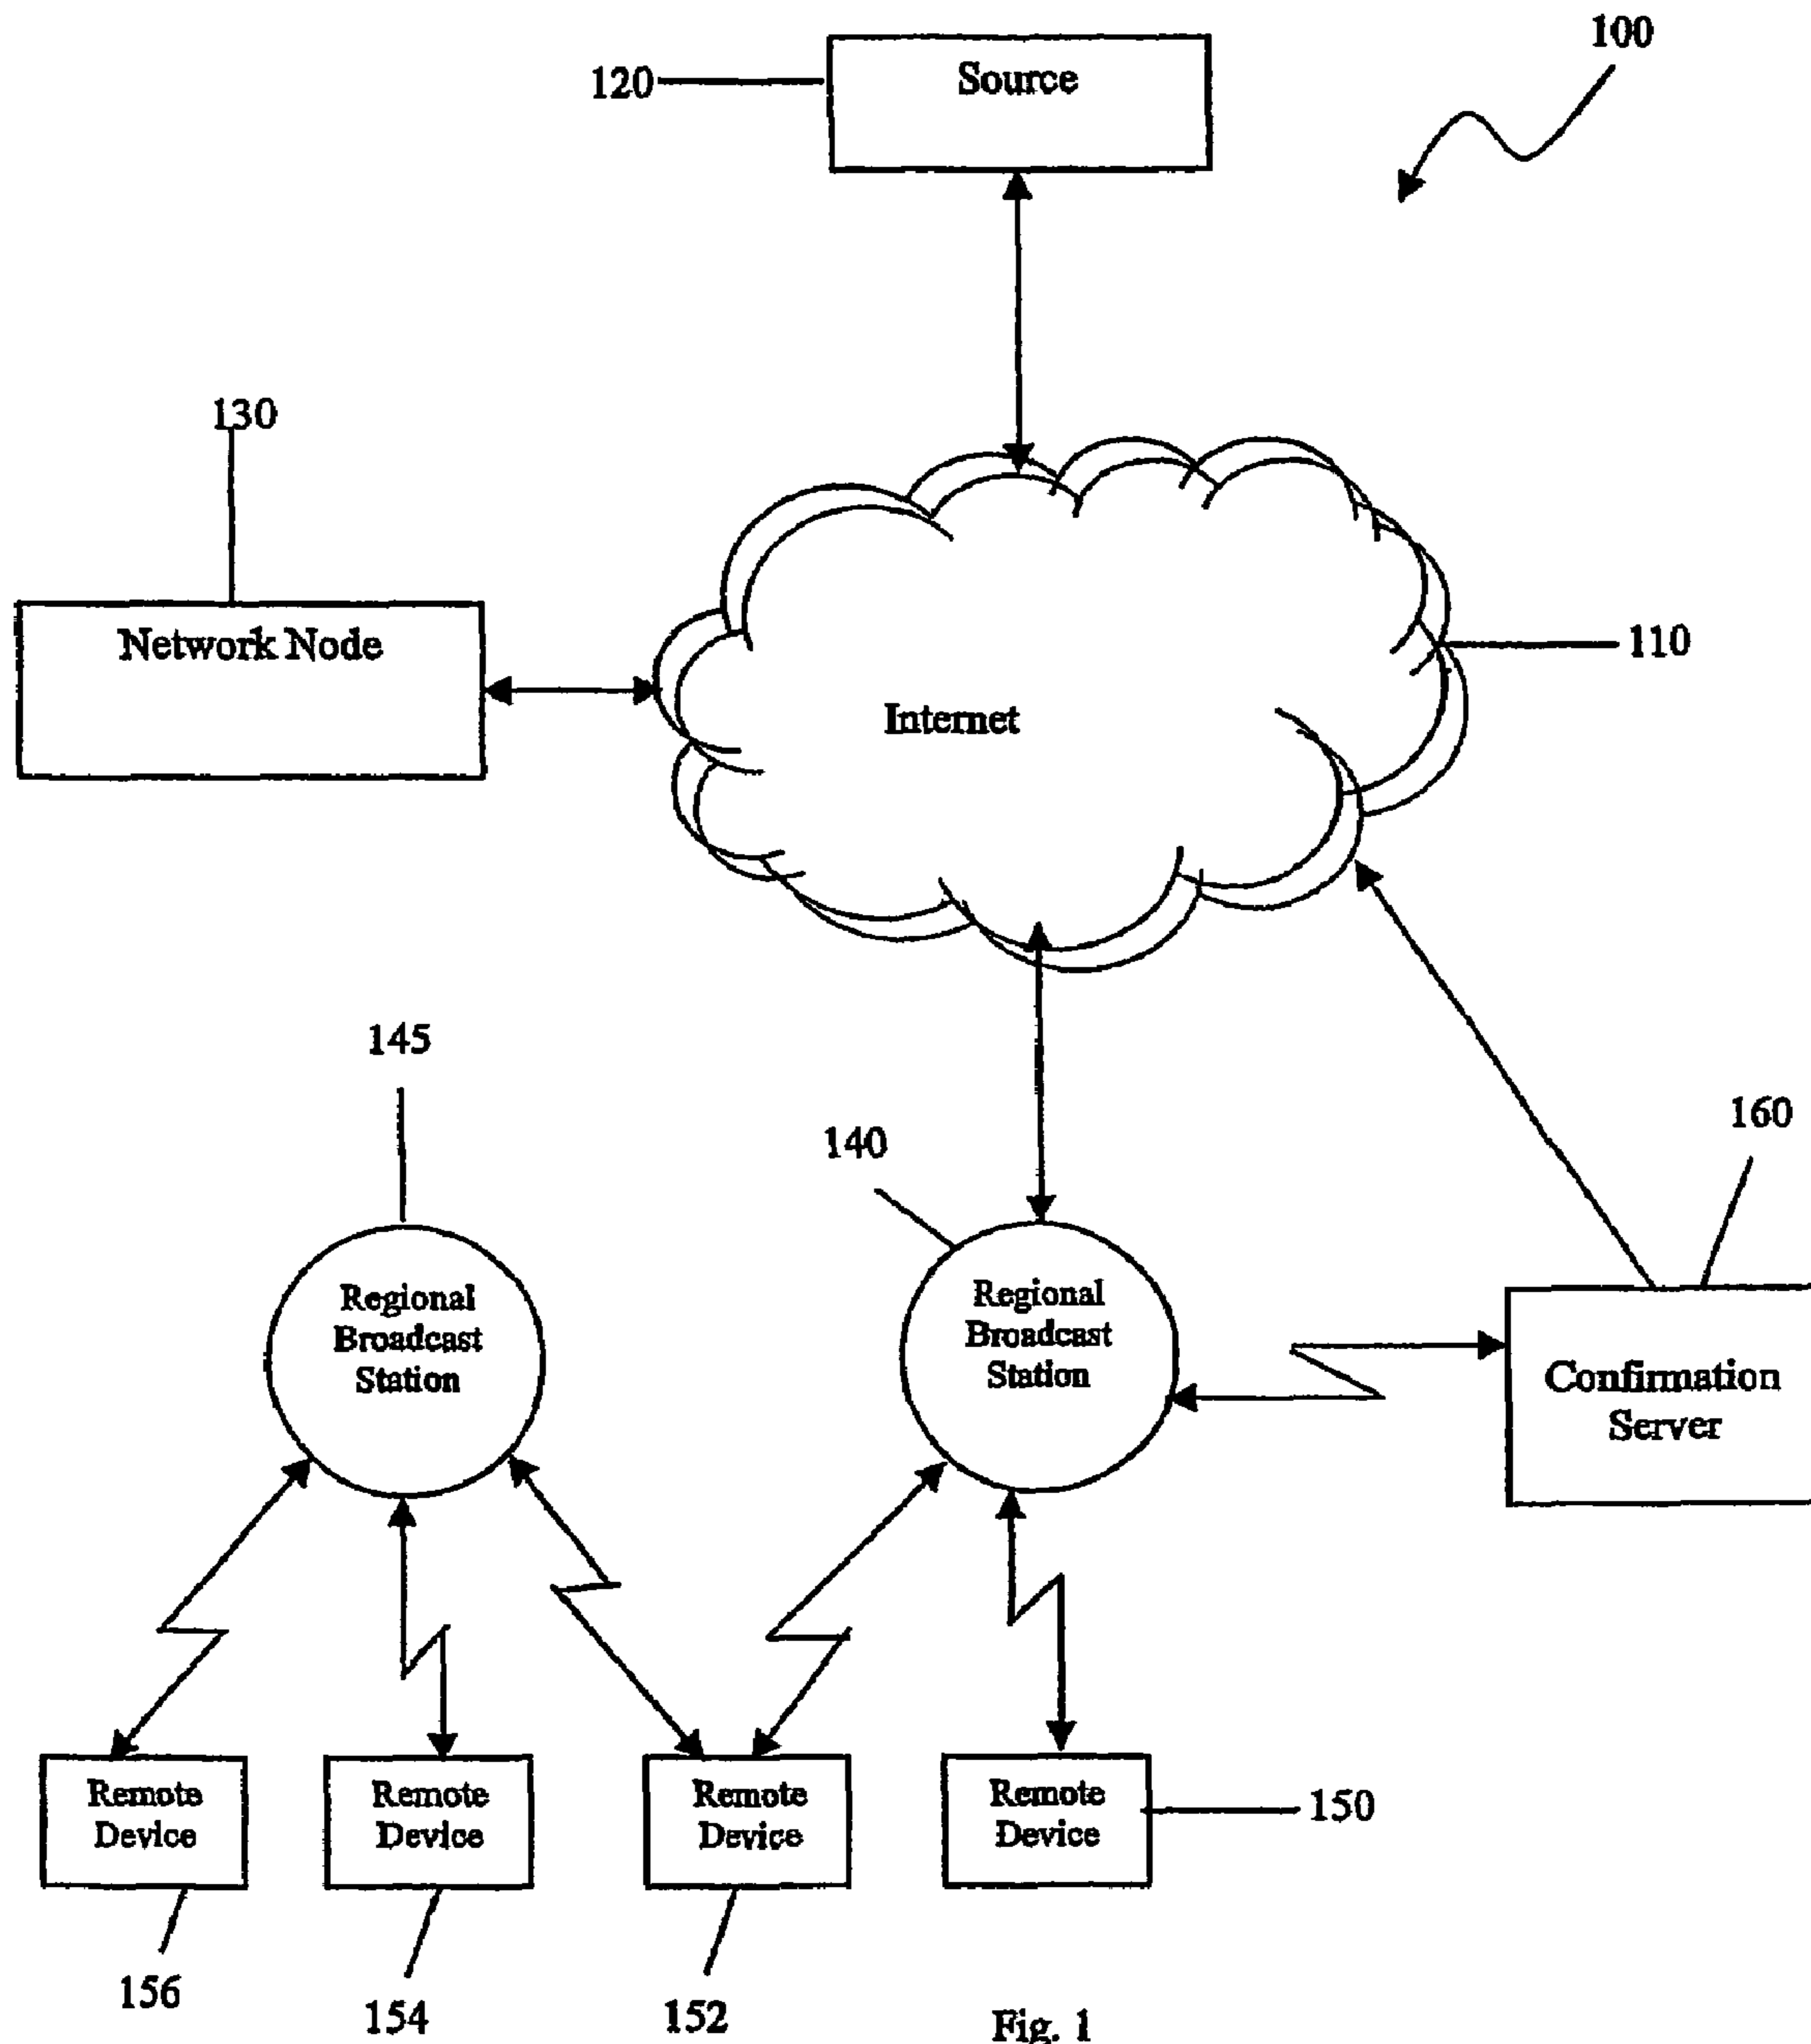 100
120
Source
130
Network Node
110
Internet
145
140
160
Regional
Broadcast
Station
Regional
Broadcast
Station
Confirmation
Server
Remote
Device
Remote
Device
Remote
Device
Remote
Device
150
156
154
152
Fig. 1